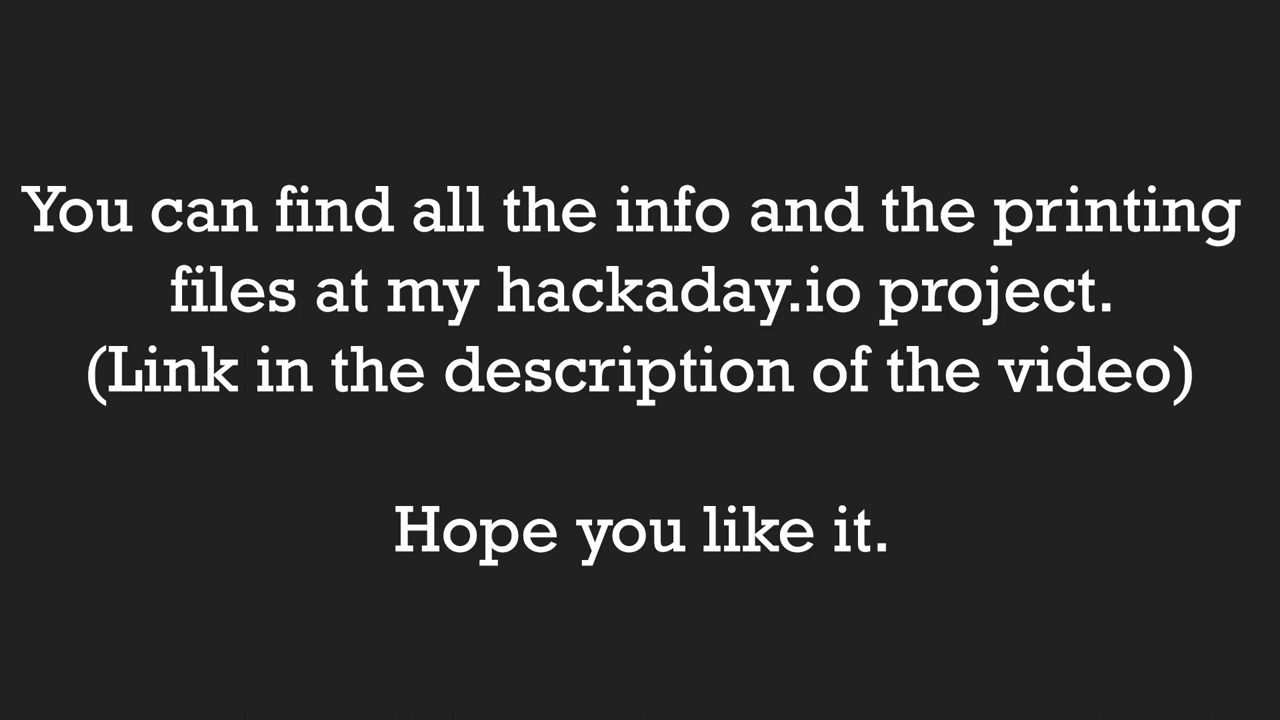 You can find all the info and the printing
files at my hackaday.io project.
(Link in the description of the video)
Hope you like it.